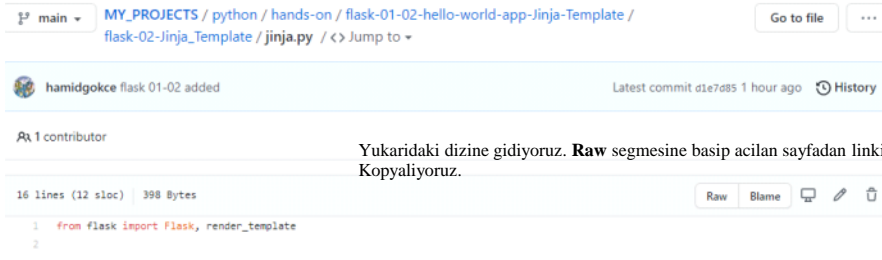 main MY_PROJECTS / python / hands-on / flask-01-02-hello-world-app-Jinja-Template /
flask-02-Jinja_Template / jinja.py / <> Jump to
Go to file ...
hamidgokce flask 01-02 added Latest commit d1e7d85 1 hour ago History
1 contributor
Yukaridaki dizine gidiyoruz. Raw segmesine basip acilan sayfadan linki
Kopyaliyoruz.
16 lines (12 sloc) 398 Bytes Raw Blame
1 from flask import Flask, render_template
2